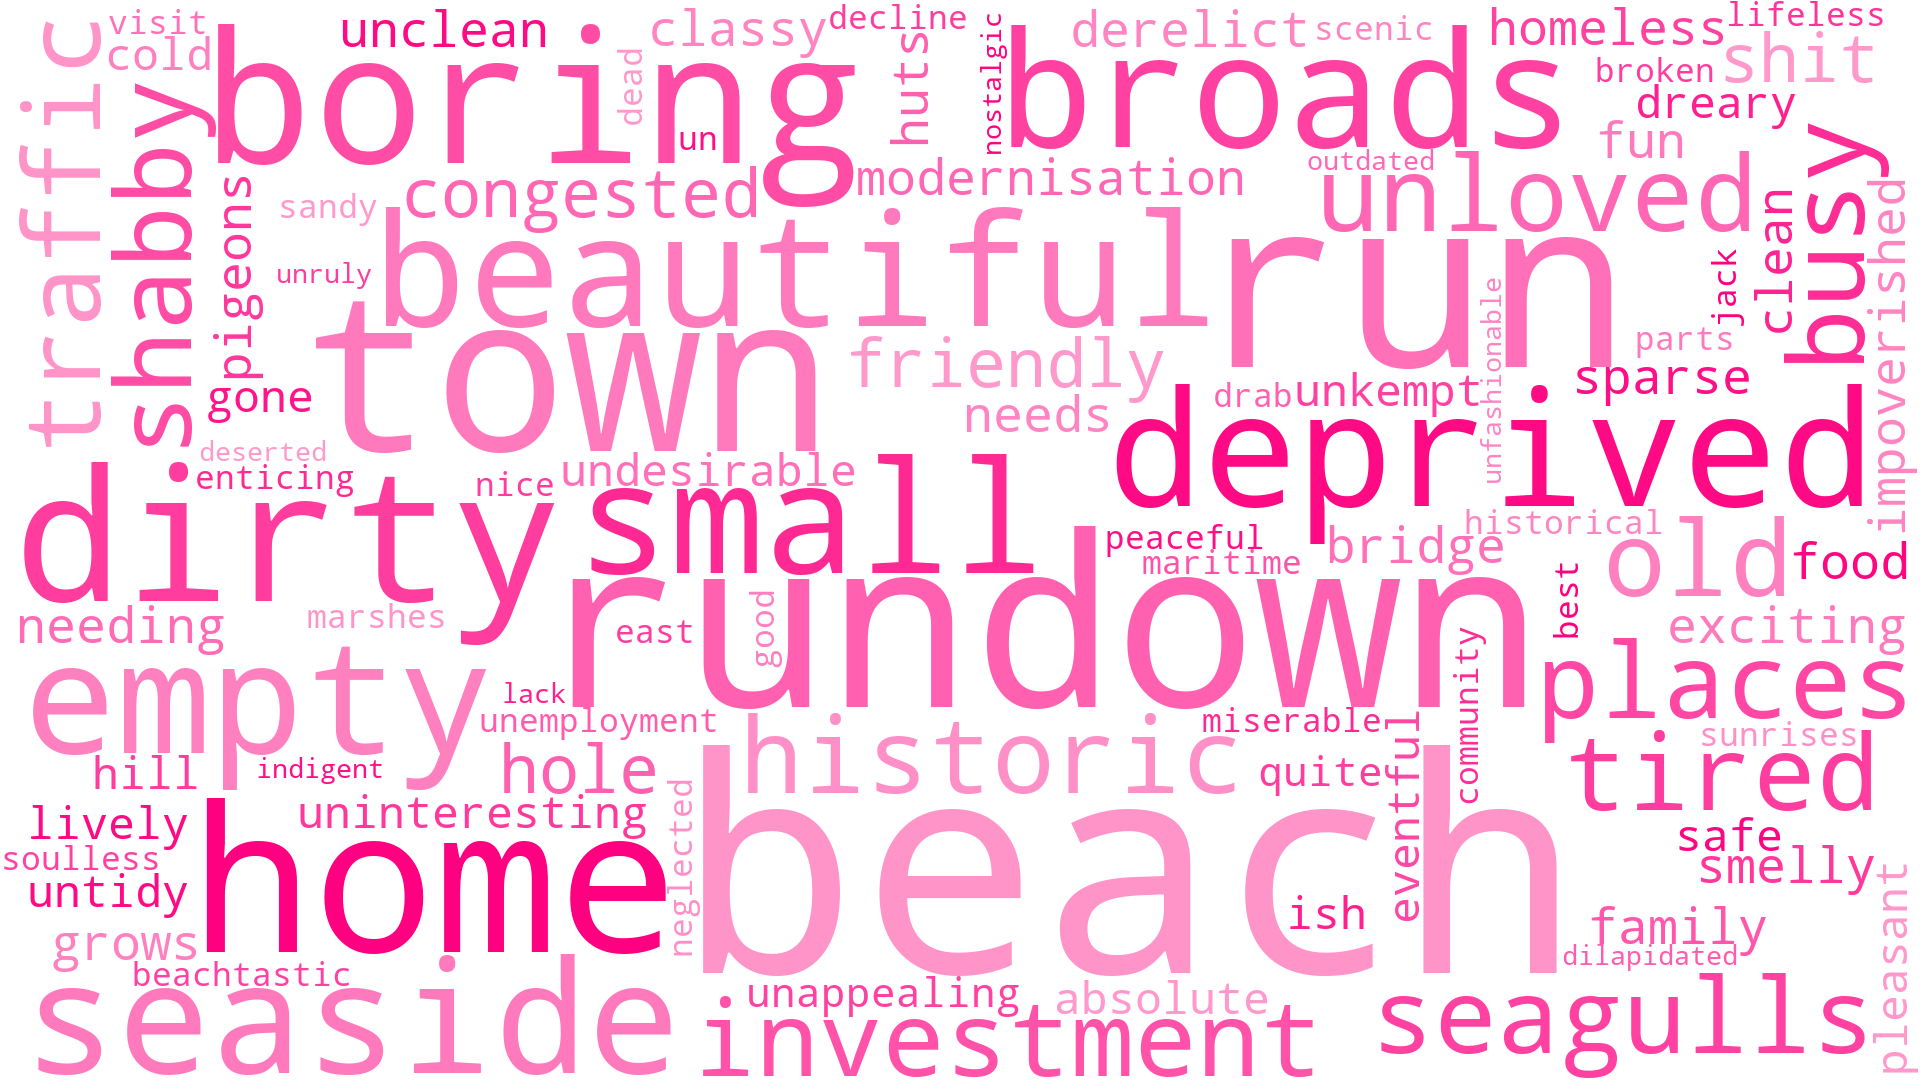 traffic
visit
cold
shabby
boring
unclean
dead
un
classy
decline
huts
nostalgic
broads
derelict
scenic
homeless
lifeless
broken
shit
dreary
fun
outdated
unloved
busy
clean
jack
impoverished
pigeons
sandy
unruly
congested
modernisation
beautiful
run
town
friendly
needs
parts
gone
deserted
enticing
drab
unkempt
unfashionable
sparse
deprived
dirty
nice
undesirable
small
peaceful
maritime
bridge
historical
old
food
rundown
best
needing
marshes
east
good
exciting
empty
lack
unemployment
community
places
historic
miserable
sunrises
hill
indigent
hole
quite
eventful
tired
lively
uninteresting
neglected
home
beach
safe
smelly
soulless
untidy
ish
pleasant
grows
family
dilapidated
beachtastic
seaside
unappealing
absolute
investment
seagulls